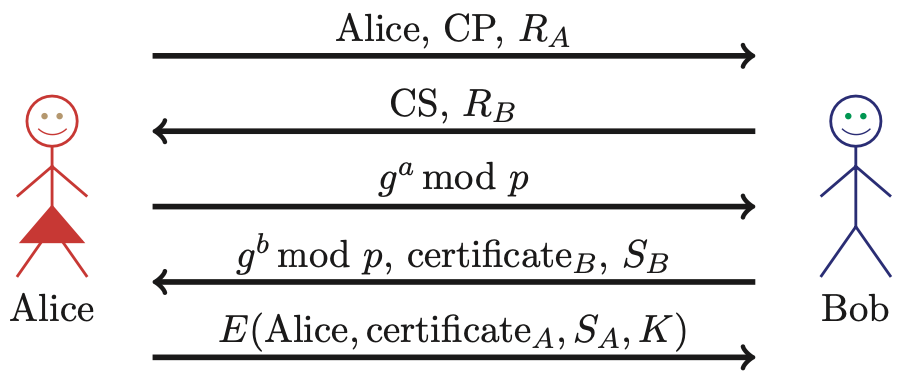 Alice, CP, R_A
CS, R_B
g^a mod p
g^b mod p, certificate_B, S_B
E(Alice, certificate_A, S_A, K)
Alice
Bob